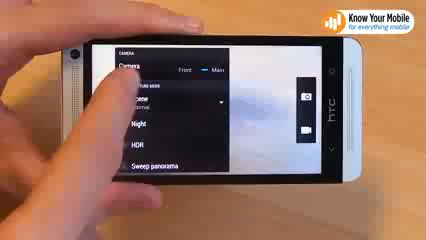 Know Your Mobile
for everything mobile
CAMERA
Camera
Front
Main
Night
HDR
Sweep panorama
hTC